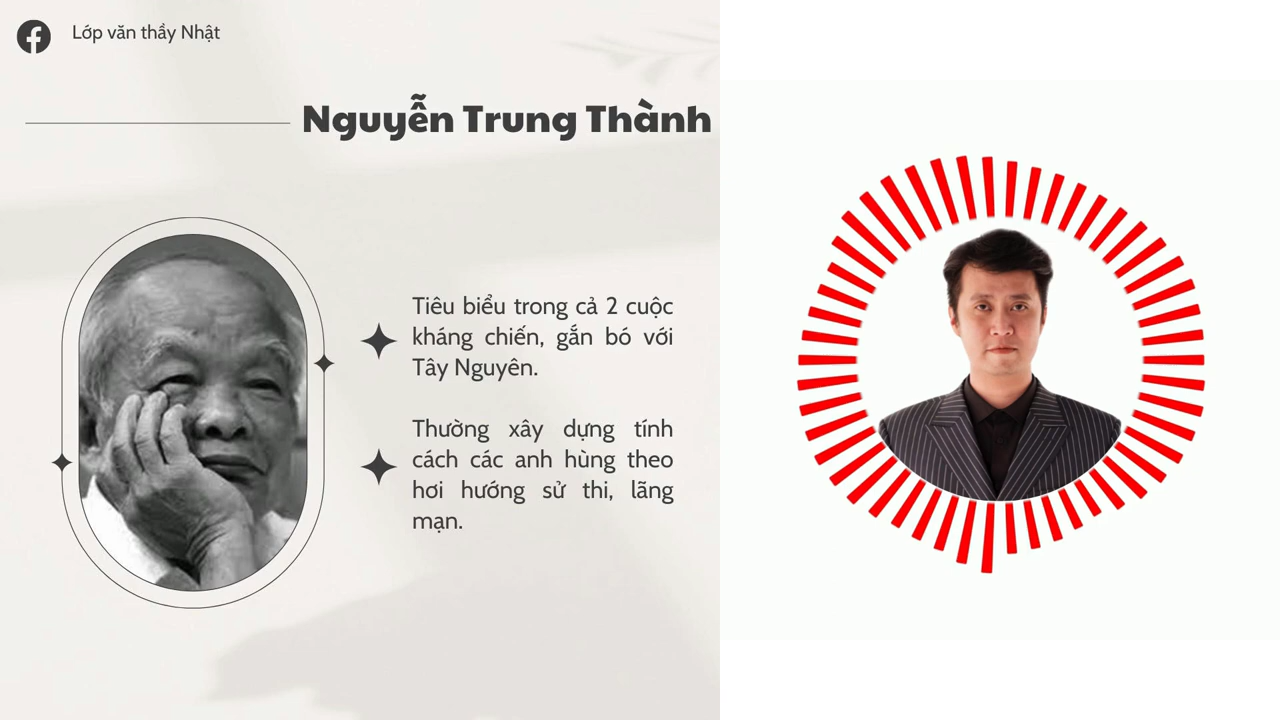 Lớp văn thầy Nhật
Nguyễn Trung Thành
Tiêu biểu trong cả 2 cuộc
kháng chiến, gắn bó với
Tây Nguyên.
Thường xây dựng tính
cách các anh hùng theo
hơi hướng sử thi, lãng
mạn.